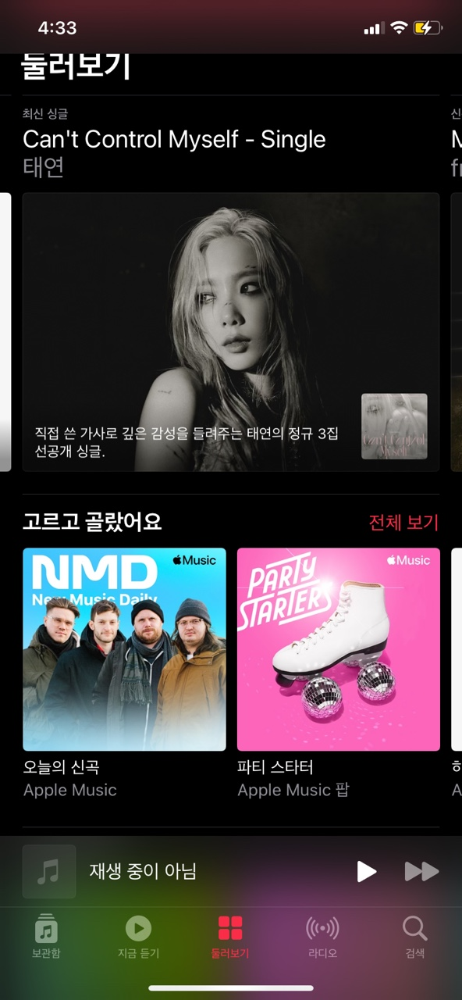 4:33
둘러보기
최신 싱글
Can't Control Myself - Single
태연
직접 쓴 가사로 깊은 감성을 들려주는 태연의 정규 3집
선공개 싱글.
Can't Control
Myself
고르고 골랐어요
전체 보기
NMD
Music
New Music Daily
PARTY
STARTERS
Music
오늘의 신곡
Apple Music
파티 스타터
Apple Music 팝
재생 중이 아님
보관함
지금 듣기
둘러보기
라디오
검색